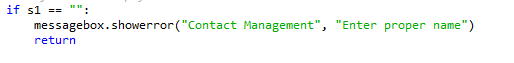 if s1 == "":
    messagebox.showerror("Contact Management", "Enter proper name")
    return